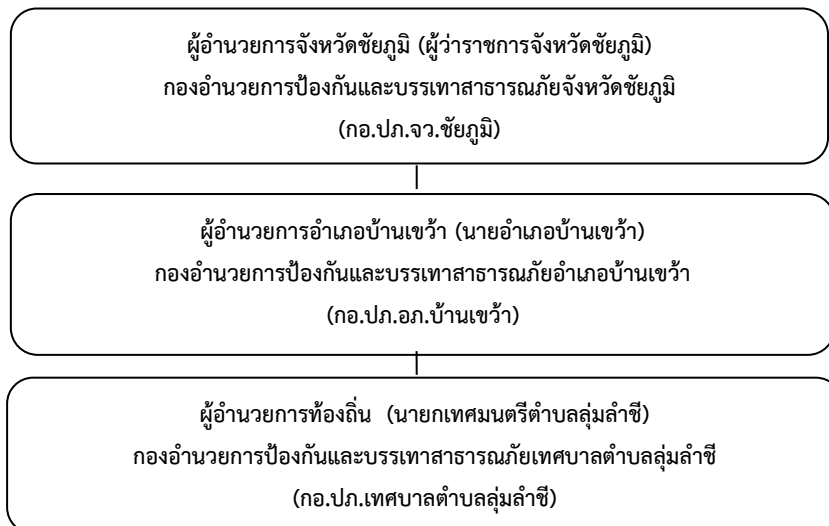 ผู้อำนวยการจังหวัดชัยภูมิ (ผู้ว่าราชการจังหวัดชัยภูมิ)
กองอำนวยการป้องกันและบรรเทาสาธารณภัยจังหวัดชัยภูมิ
(กอ.ปภ.จว.ชัยภูมิ)
ผู้อำนวยการอำเภอบ้านเขว้า (นายอำเภอบ้านเขว้า)
กองอำนวยการป้องกันและบรรเทาสาธารณภัยอำเภอบ้านเขว้า
(กอ.ปภ.อภ.บ้านเขว้า)
ผู้อำนวยการท้องถิ่น (นายกเทศมนตรีตำบลลุ่มลำชี)
กองอำนวยการป้องกันและบรรเทาสาธารณภัยเทศบาลตำบลลุ่มลำชี
(กอ.ปภ.เทศบาลตำบลลุ่มลำชี)